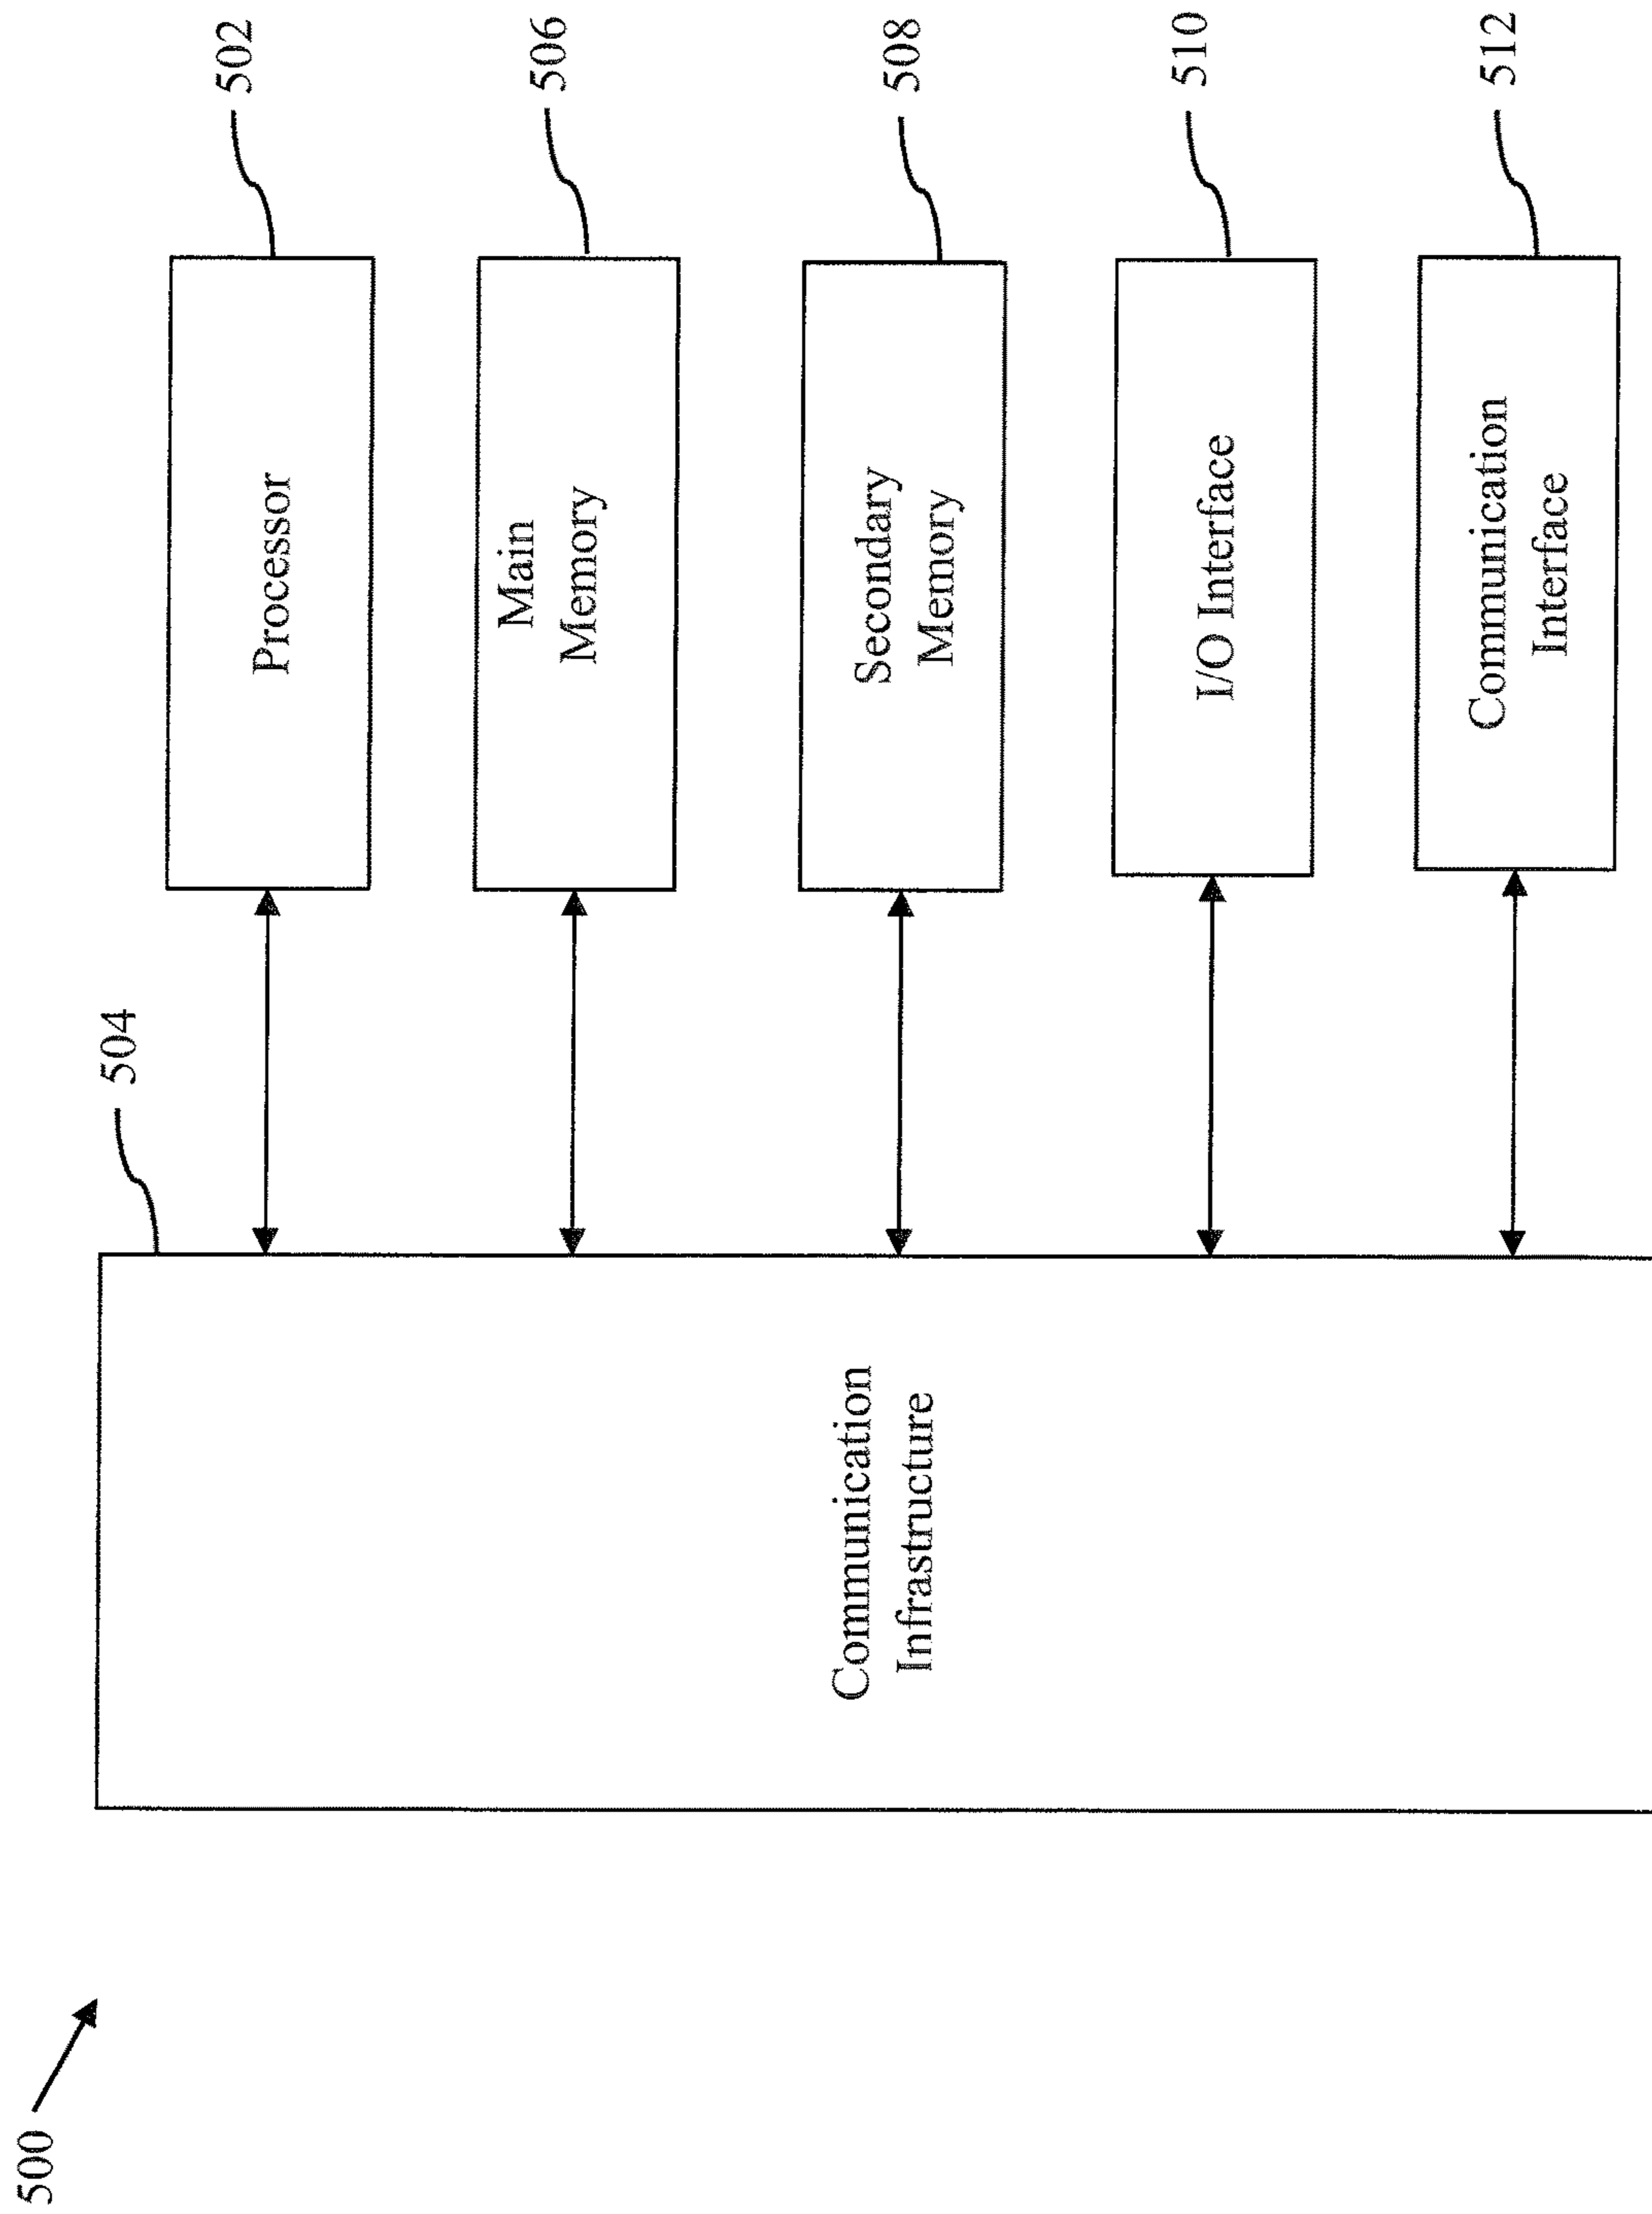 500
504
Communication
Infrastructure
Processor
502
Main
Memory
506
Secondary
Memory
508
I/O Interface
510
Communication
Interface
512